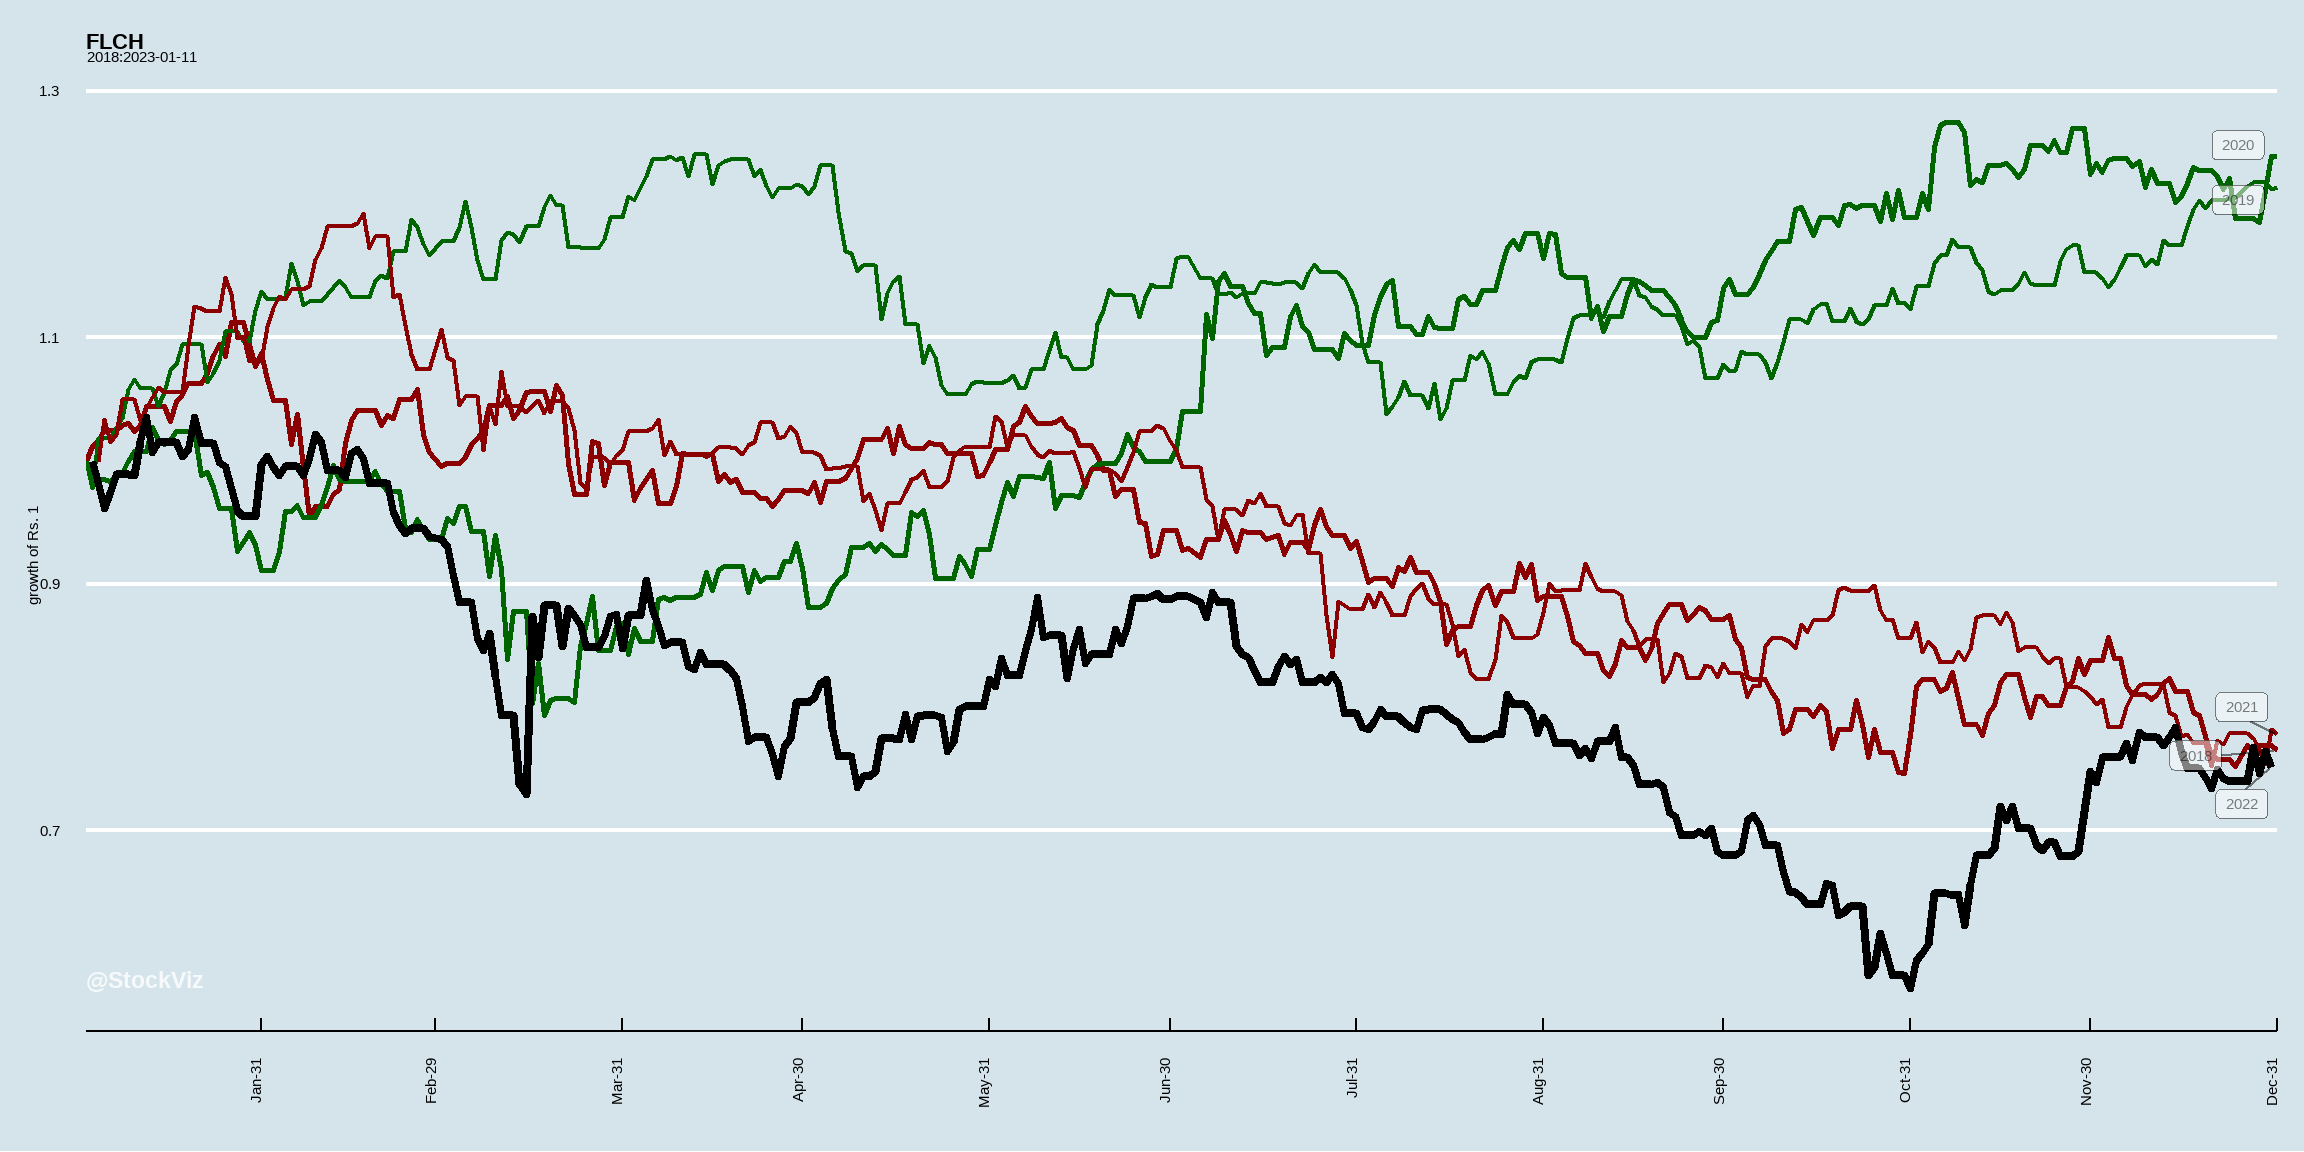 FLCH
2018:2023-01-11
1.3
1.1
0.9
0.7
growth of Rs. 1
2020
2019
2021
2018
2022
@StockViz
Jan-31
Feb-29
Mar-31
Apr-30
May-31
Jun-30
Jul-31
Aug-31
Sep-30
Oct-31
Nov-30
Dec-31